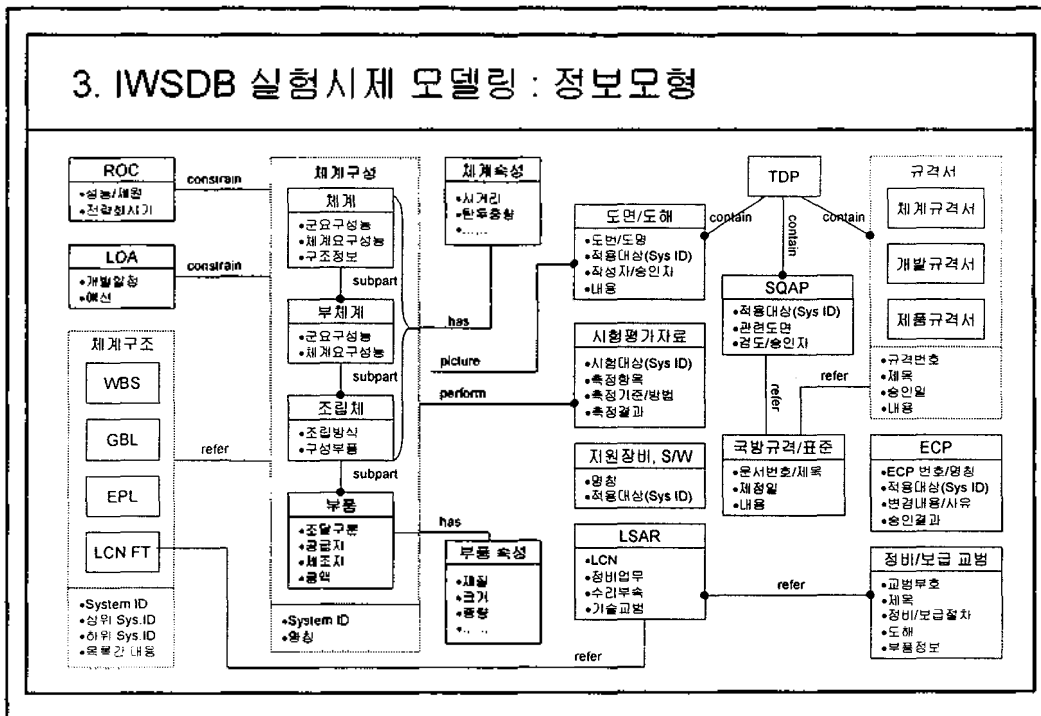 3. IWSDB 실험시제 모델링 : 정보모형
ROC
•성능/제원
•전력화시기
constrain
LOA
•개발일정
•예산
constrain
체계구조
WBS
GBL
EPL
LCN FT
•System ID
•상위 Sys.ID
•하위 Sys.ID
•목록간 내용
refer
체계구성
체계
•군요구성능
•체계요구성능
•구조정보
subpart
부체계
•군요구성능
•체계요구성능
subpart
조립체
•조립방식
•구성부품
subpart
부품
•조달구분
•공급자
•제조자
•금액
•System ID
•명칭
체계속성
•사거리
•탄두중량
•......
has
picture
perform
has
부품 속성
•재질
•크기
•중량
•......
refer
도면/도해
•도번/도명
•적용대상(Sys ID)
•작성자/승인자
•내용
시험평가자료
•시험대상(Sys ID)
•측정항목
•측정기준/방법
•측정결과
지원장비, S/W
•명칭
•적용대상(Sys ID)
LSAR
•LCN
•정비업무
•수리부속
•기술교범
TDP
contain
contain
contain
SQAP
•적용대상(Sys ID)
•관련도면
•검토/승인자
refer
refer
국방규격/표준
•문서번호/제목
•제정일
•내용
refer
규격서
체계규격서
개발규격서
제품규격서
•규격번호
•제목
•승인일
•내용
ECP
•ECP 번호/명칭
•적용대상(Sys ID)
•변경내용/사유
•승인결과
정비/보급 교범
•교범부호
•제목
•정비/보급절차
•도해
•부품정보